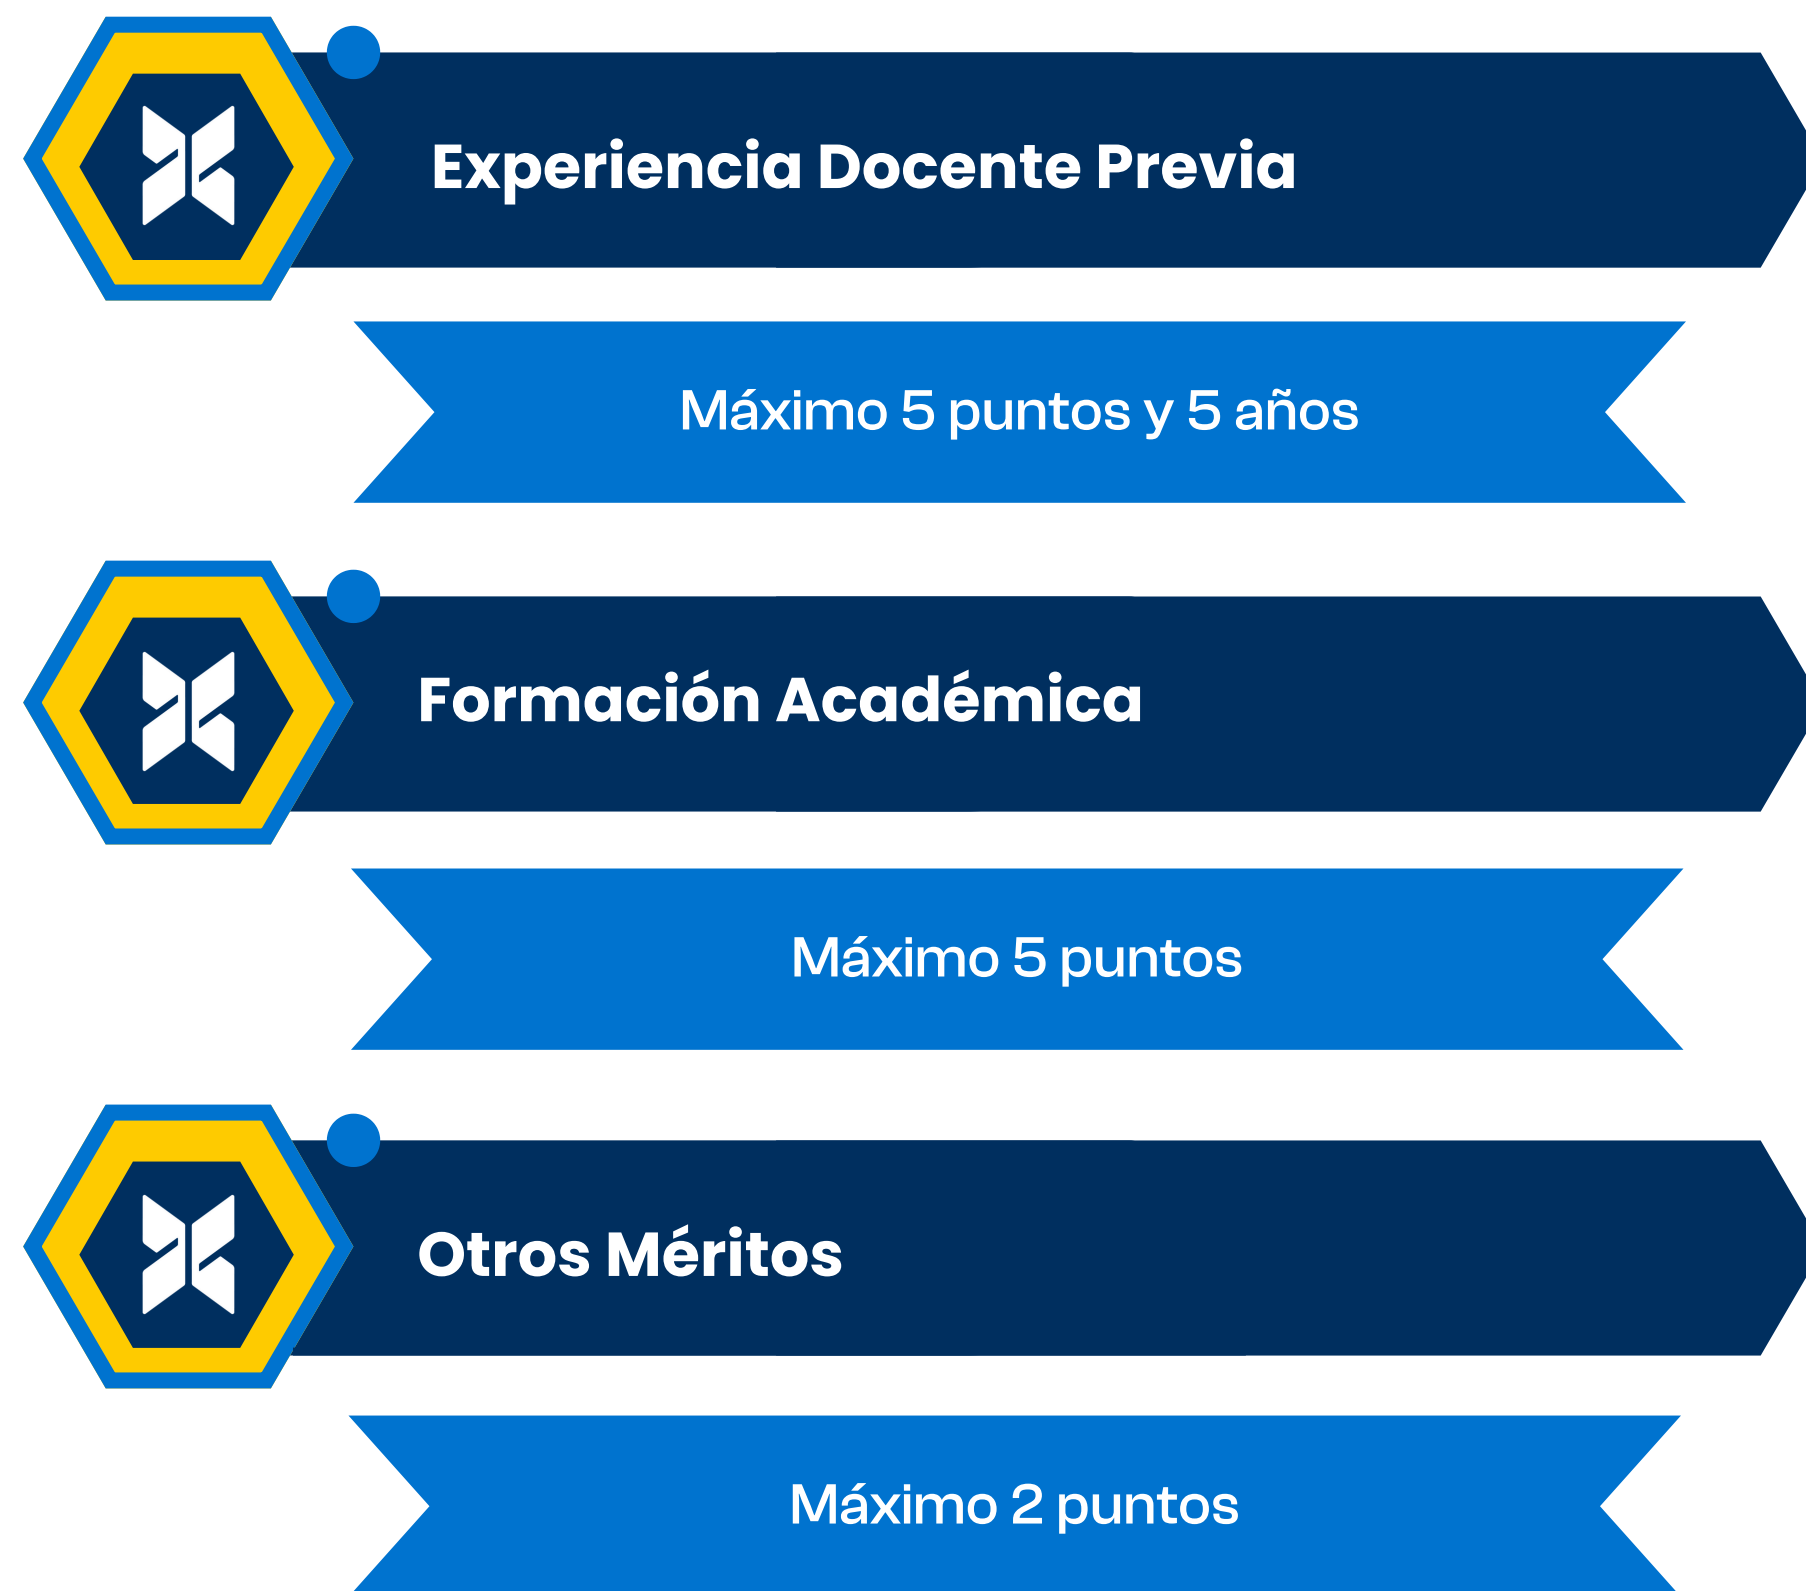 Experiencia Docente Previa
Máximo 5 puntos y 5 años
Formación Académica
Máximo 5 puntos
Otros Méritos
Máximo 2 puntos